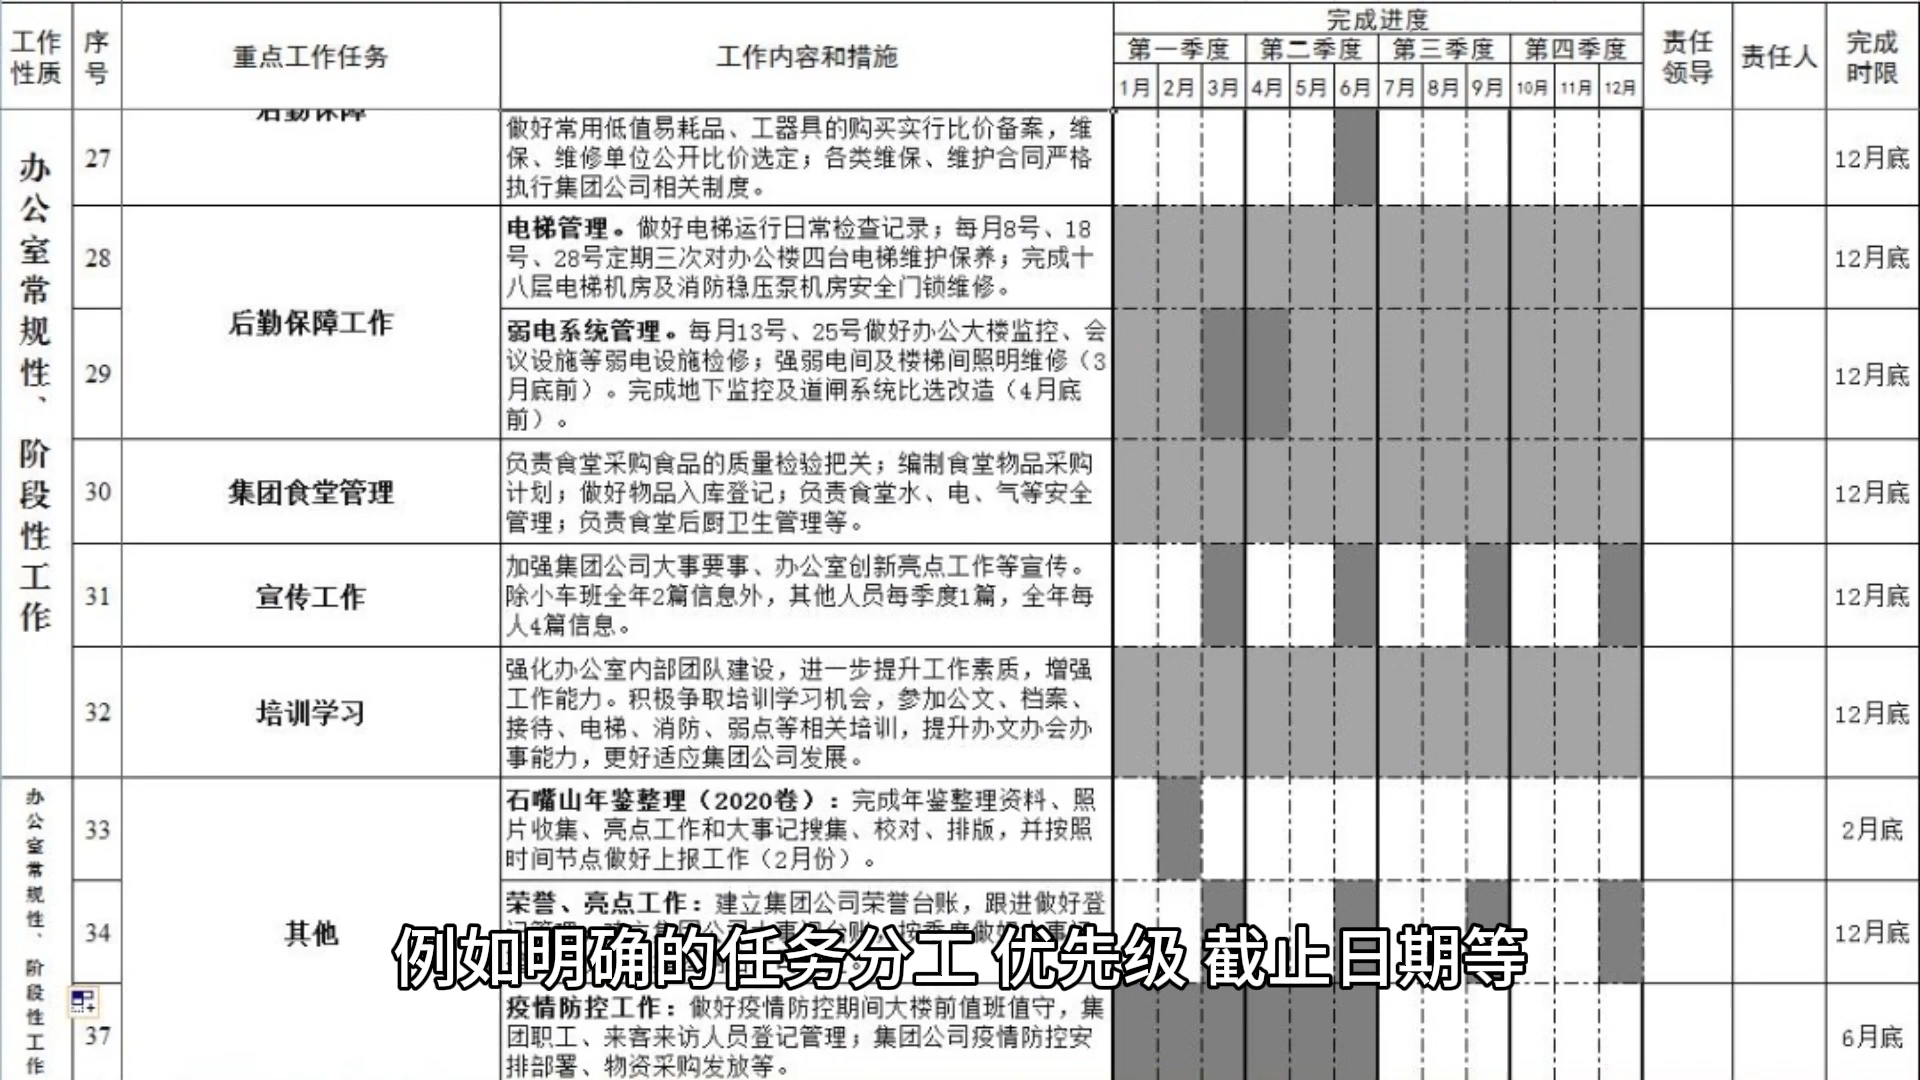 工作性质
序号
重点工作任务
工作内容和措施
完成进度
第一季度 第二季度 第三季度 第四季度
1月 2月 3月 4月 5月 6月 7月 8月 9月 10月 11月 12月
责任领导
责任人
完成时限
办公室常规性、阶段性工作
后勤保障
27
做好常用低值易耗品、工器具的购买实行比价备案，维
保、维修单位公开比价选定；各类维保、维护合同严格
执行集团公司相关制度。
12月底
后勤保障工作
28
电梯管理。做好电梯运行日常检查记录；每月8号、18
号、28号定期三次对办公楼四台电梯维护保养；完成十
八层电梯机房及消防稳压泵机房安全门锁维修。
12月底
29
弱电系统管理。每月13号、25号做好办公大楼监控、会
议设施等弱电设施检修；强弱电间及楼梯间照明维修（3
月底前）。完成地下监控及道闸系统比选改造（4月底
前）。
12月底
30
集团食堂管理
负责食堂采购食品的质量检验把关；编制食堂物品采购
计划；做好物品入库登记；负责食堂水、电、气等安全
管理；负责食堂后厨卫生管理等。
12月底
31
宣传工作
加强集团公司大事要事、办公室创新亮点工作等宣传。
除小车班全年2篇信息外，其他人员每季度1篇，全年每
人4篇信息。
12月底
32
培训学习
强化办公室内部团队建设，进一步提升工作素质，增强
工作能力。积极争取培训学习机会，参加公文、档案、
接待、电梯、消防、弱点等相关培训，提升办文办会办
事能力，更好适应集团公司发展。
12月底
办公室常规性、阶段性工作
33
石嘴山年鉴整理（2020卷）：完成年鉴整理资料、照
片收集、亮点工作和大事记搜集、校对、排版，并按照
时间节点做好上报工作（2月份）。
2月底
34
其他
荣誉、亮点工作：建立集团公司荣誉台账，跟进做好登
12月底
例如明确的任务分工 优先级 截止日期等
37
疫情防控工作：做好疫情防控期间大楼前值班值守，集
团职工、来客来访人员登记管理；集团公司疫情防控安
排部署、物资采购发放等。
6月底